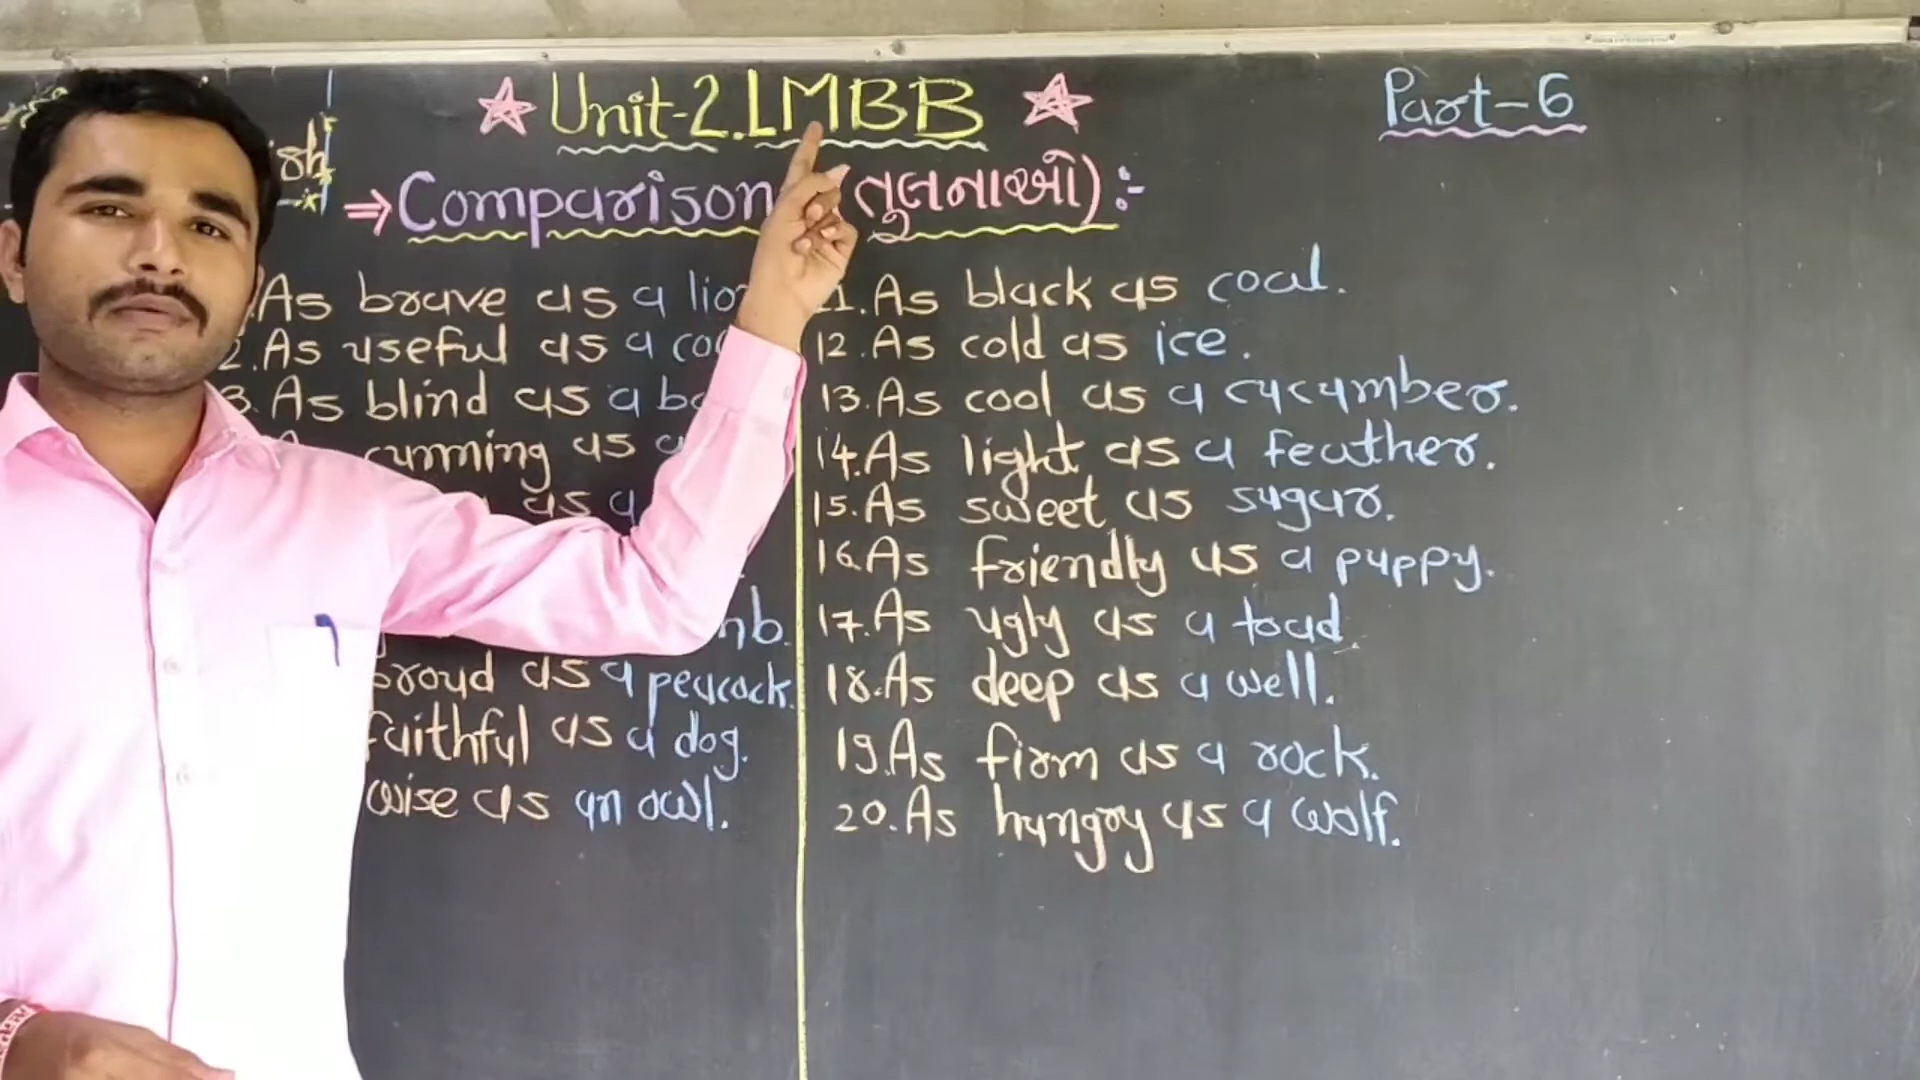 Unit-2.LMBB
Part-6
⇒Comparison (તુલનાઓ):-
As brave as a
2.As useful as a
3.As blind as a
cunning as
as a
proud as a peacock.
faithful as a dog.
wise as an owl.
11.As black as coal.
12.As cold as ice.
13.As cool as a cucumber.
14.As light as a feather.
15.As sweet as sugar.
16.As friendly as a puppy.
17.As ugly as a toad
18.As deep as a well.
19.As firm as a rock.
20.As hungry as a wolf.